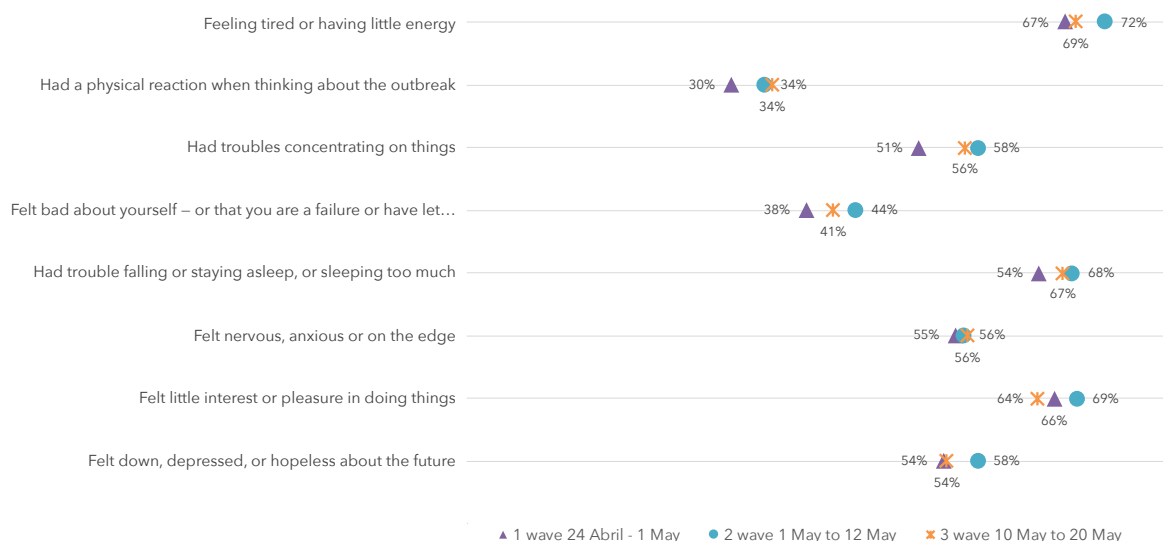 Feeling tired or having little energy
67% 72%
69%
Had a physical reaction when thinking about the outbreak
30% 34%
34%
Had troubles concentrating on things
51% 58%
56%
Felt bad about yourself – or that you are a failure or have let…
38% 44%
41%
Had trouble falling or staying asleep, or sleeping too much
54% 68%
67%
Felt nervous, anxious or on the edge
55% 56%
56%
Felt little interest or pleasure in doing things
64% 69%
66%
Felt down, depressed, or hopeless about the future
54% 58%
54%
1 wave 24 Abril - 1 May 2 wave 1 May to 12 May 3 wave 10 May to 20 May